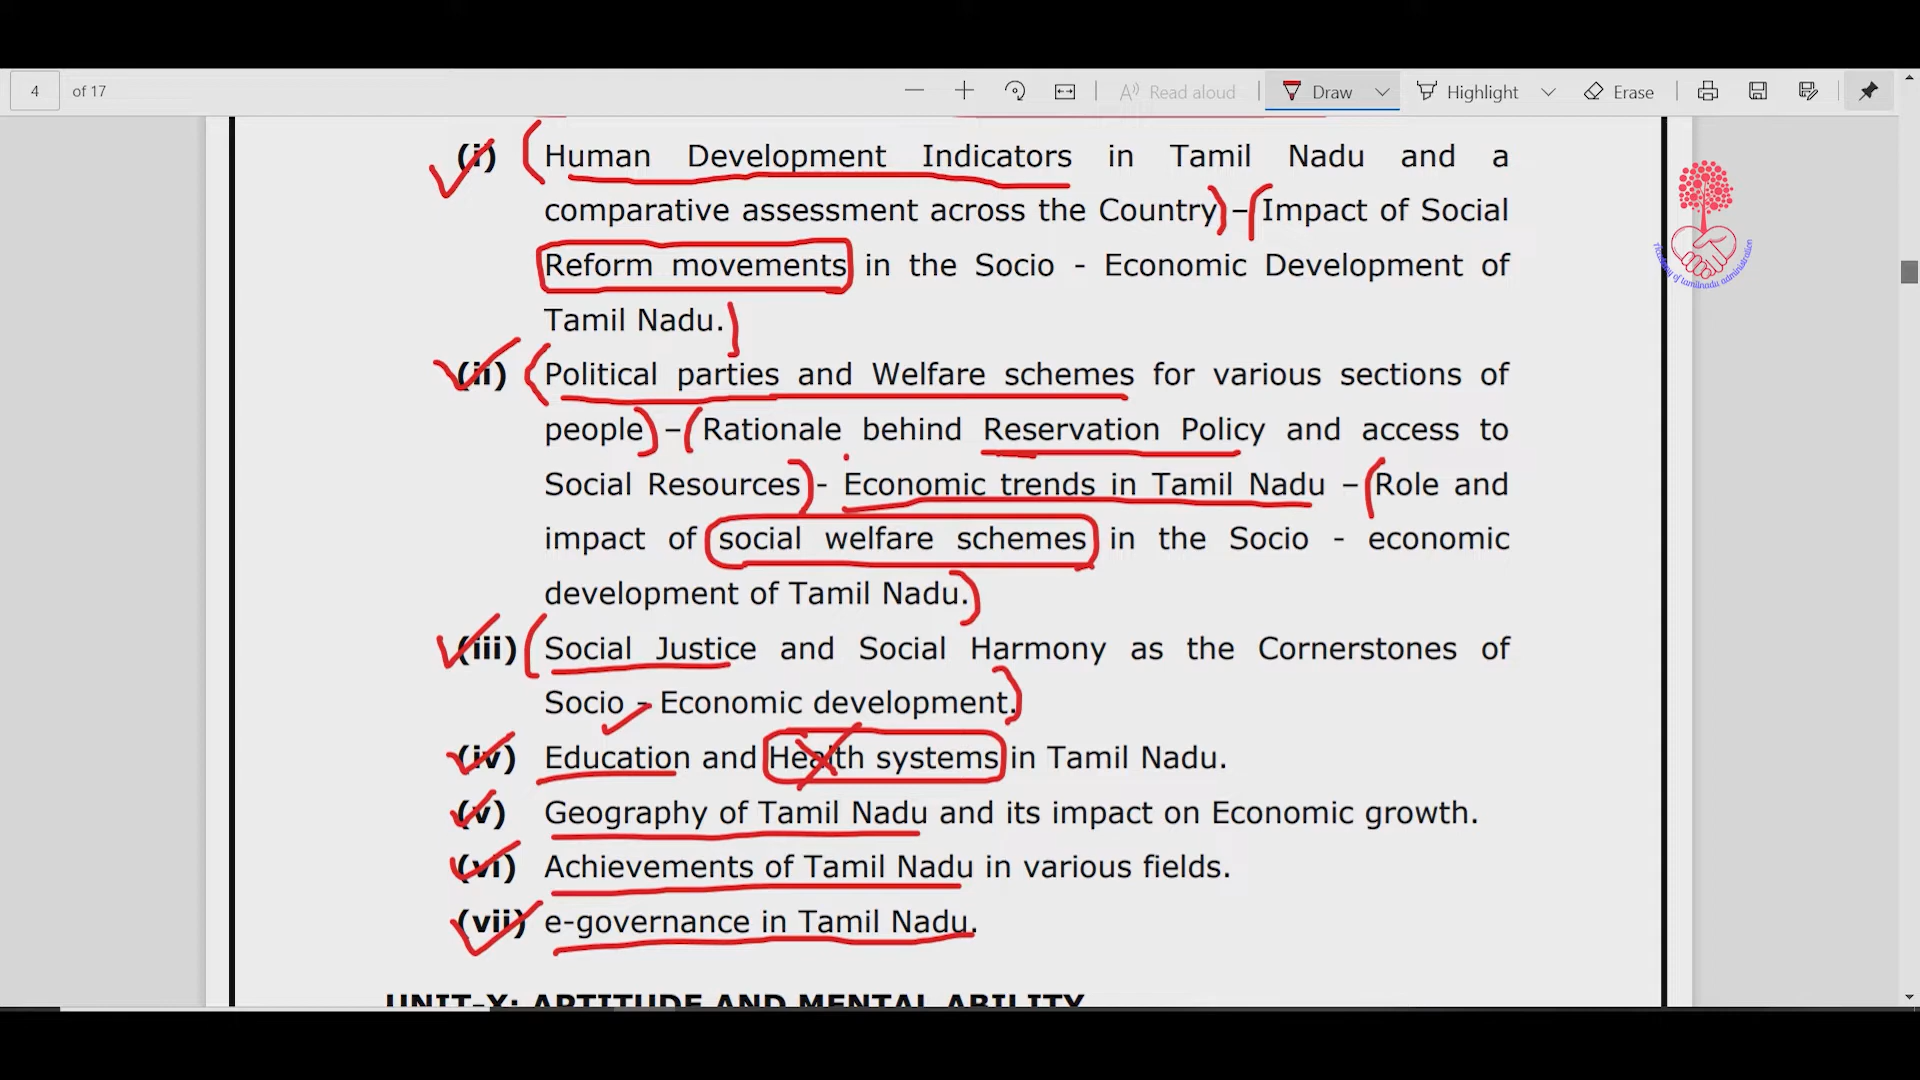 4 of 17
Read aloud
Draw
Highlight
Erase
(i) Human Development Indicators in Tamil Nadu and a
comparative assessment across the Country – Impact of Social
Reform movements in the Socio - Economic Development of
Tamil Nadu.
(ii) Political parties and Welfare schemes for various sections of
people – Rationale behind Reservation Policy and access to
Social Resources - Economic trends in Tamil Nadu – Role and
impact of social welfare schemes in the Socio - economic
development of Tamil Nadu.
(iii) Social Justice and Social Harmony as the Cornerstones of
Socio - Economic development.
(iv) Education and Health systems in Tamil Nadu.
(v) Geography of Tamil Nadu and its impact on Economic growth.
(vi) Achievements of Tamil Nadu in various fields.
(vii) e-governance in Tamil Nadu.
UNIT-X: APTITUDE AND MENTAL ABILITY
of tamilnadu administration